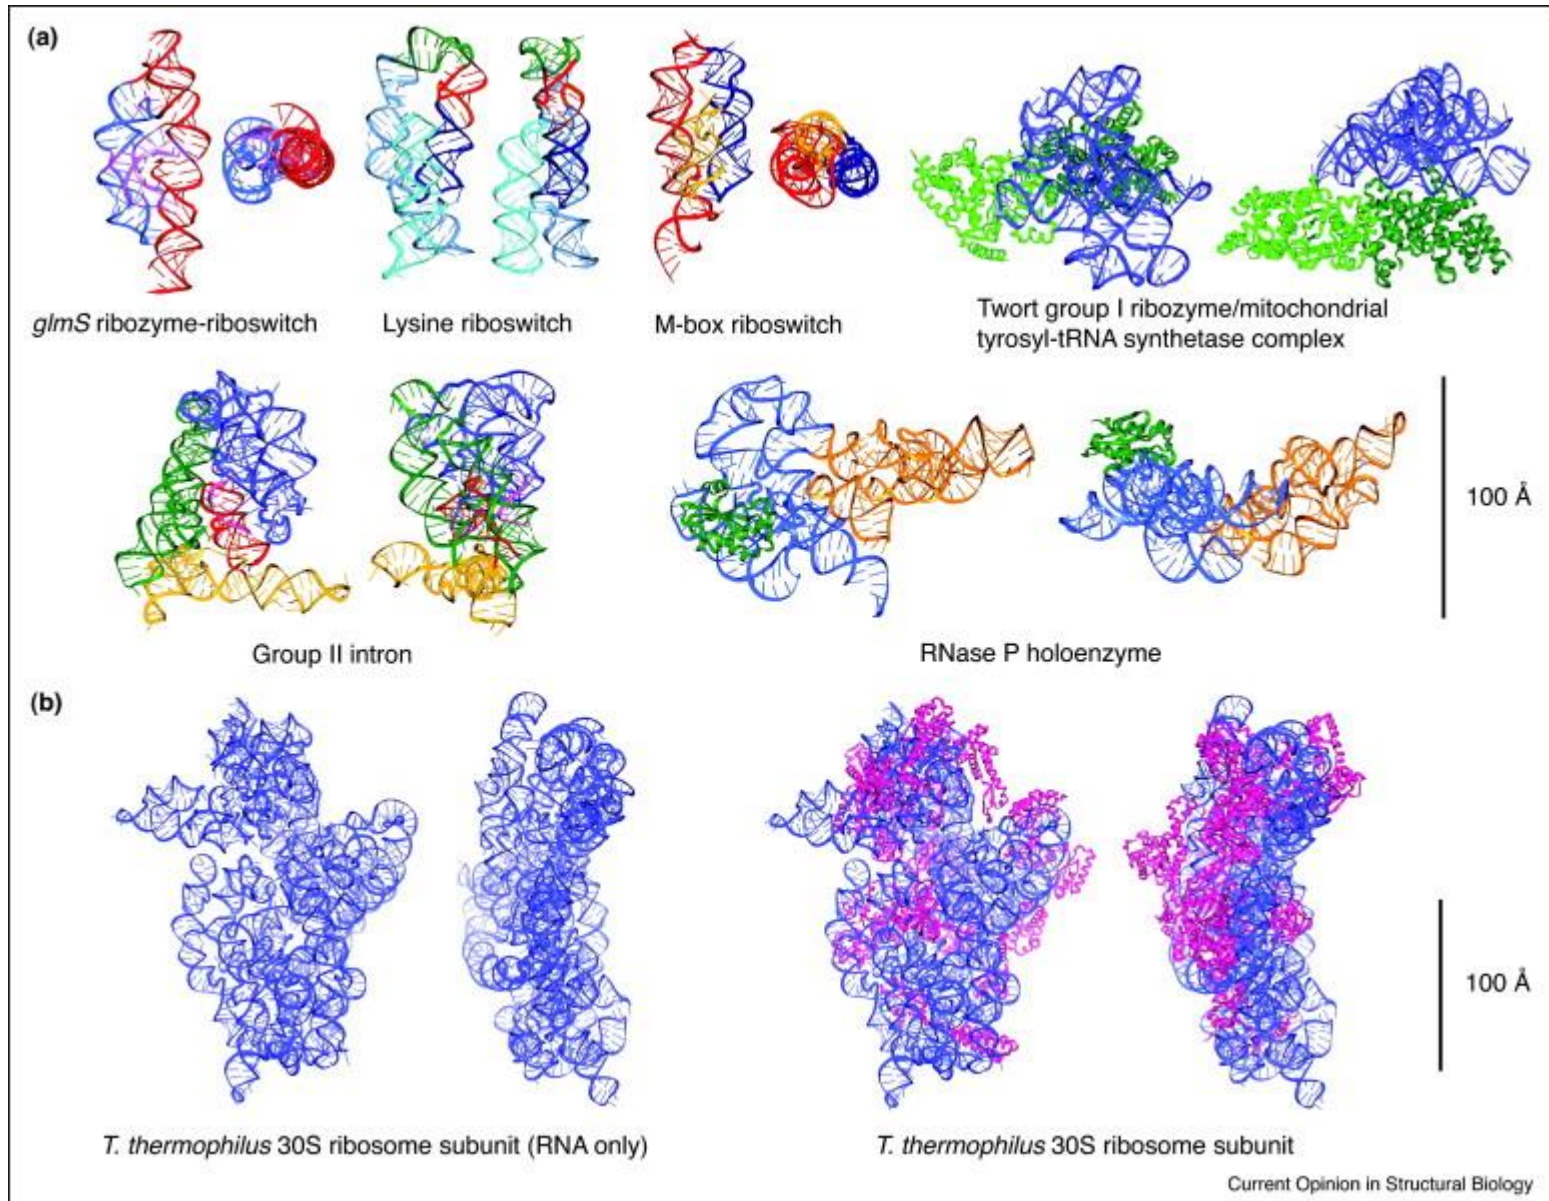 (a)
glmS ribozyme-riboswitch
Lysine riboswitch
M-box riboswitch
Twort group I ribozyme/mitochondrial
tyrosyl-tRNA synthetase complex
100 Å
Group II intron
RNase P holoenzyme
(b)
100 Å
T. thermophilus 30S ribosome subunit (RNA only)
T. thermophilus 30S ribosome subunit
Current Opinion in Structural Biology